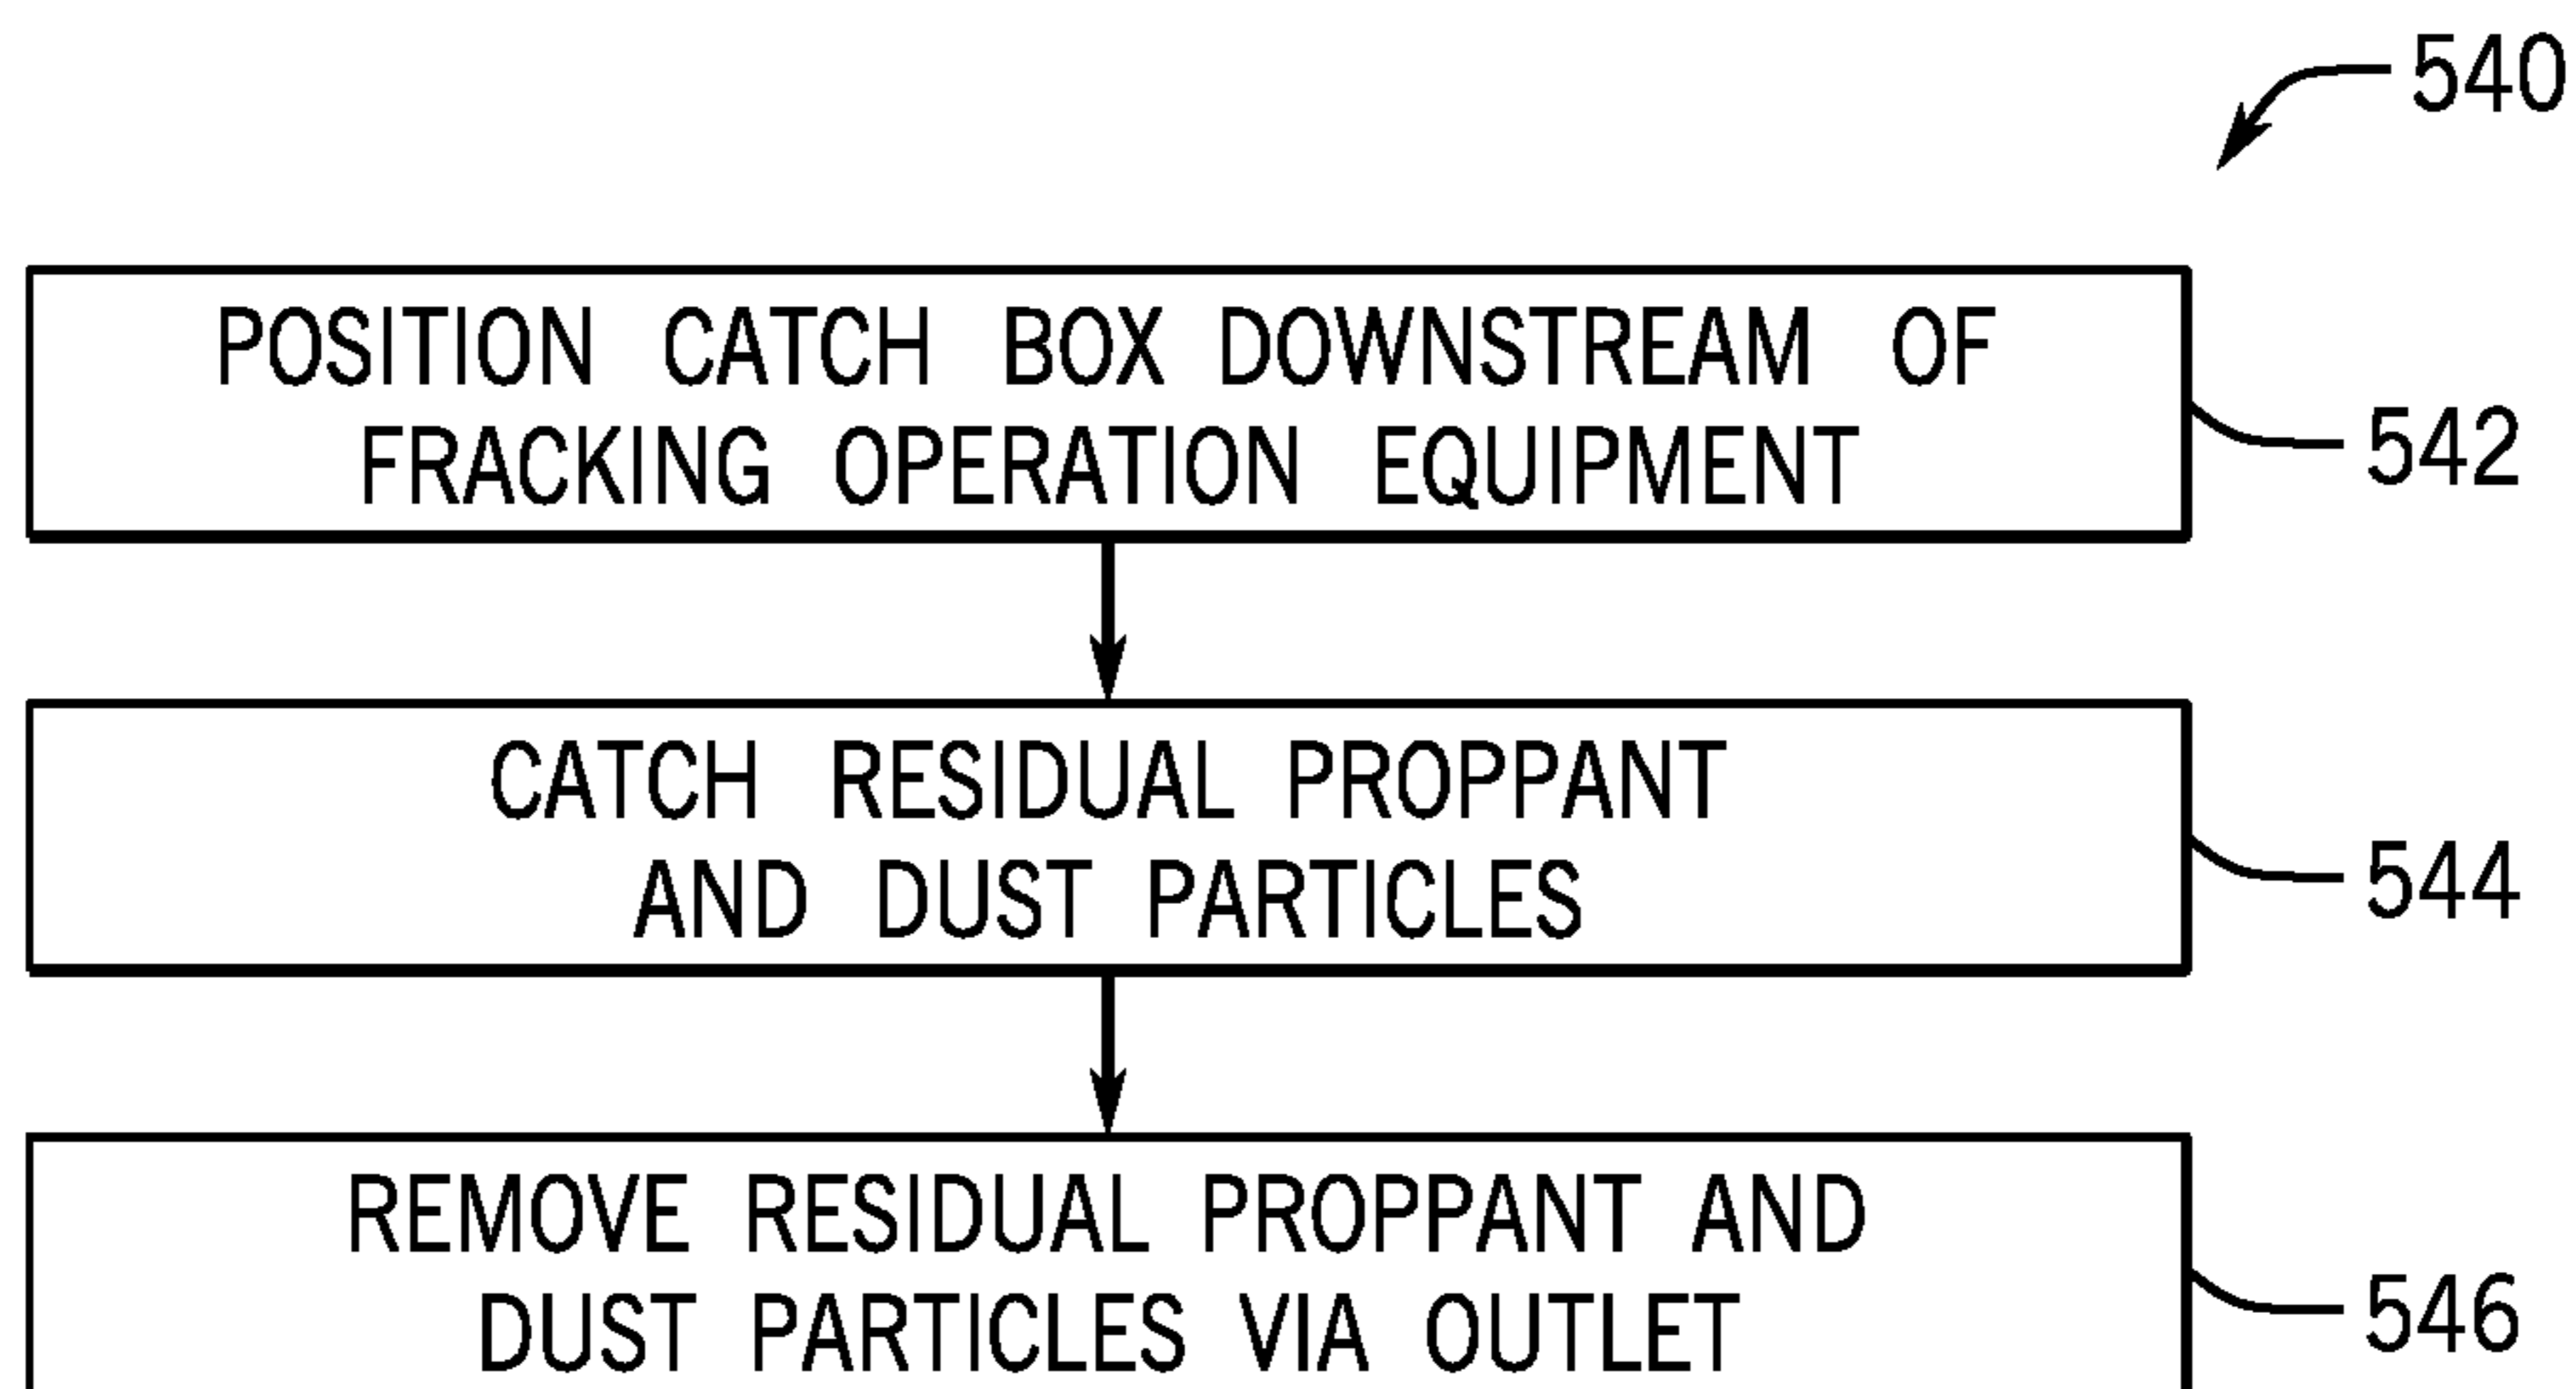 540
POSITION CATCH BOX DOWNSTREAM OF
FRACKING OPERATION EQUIPMENT
542
CATCH RESIDUAL PROPPANT
AND DUST PARTICLES
544
REMOVE RESIDUAL PROPPANT AND
DUST PARTICLES VIA OUTLET
546